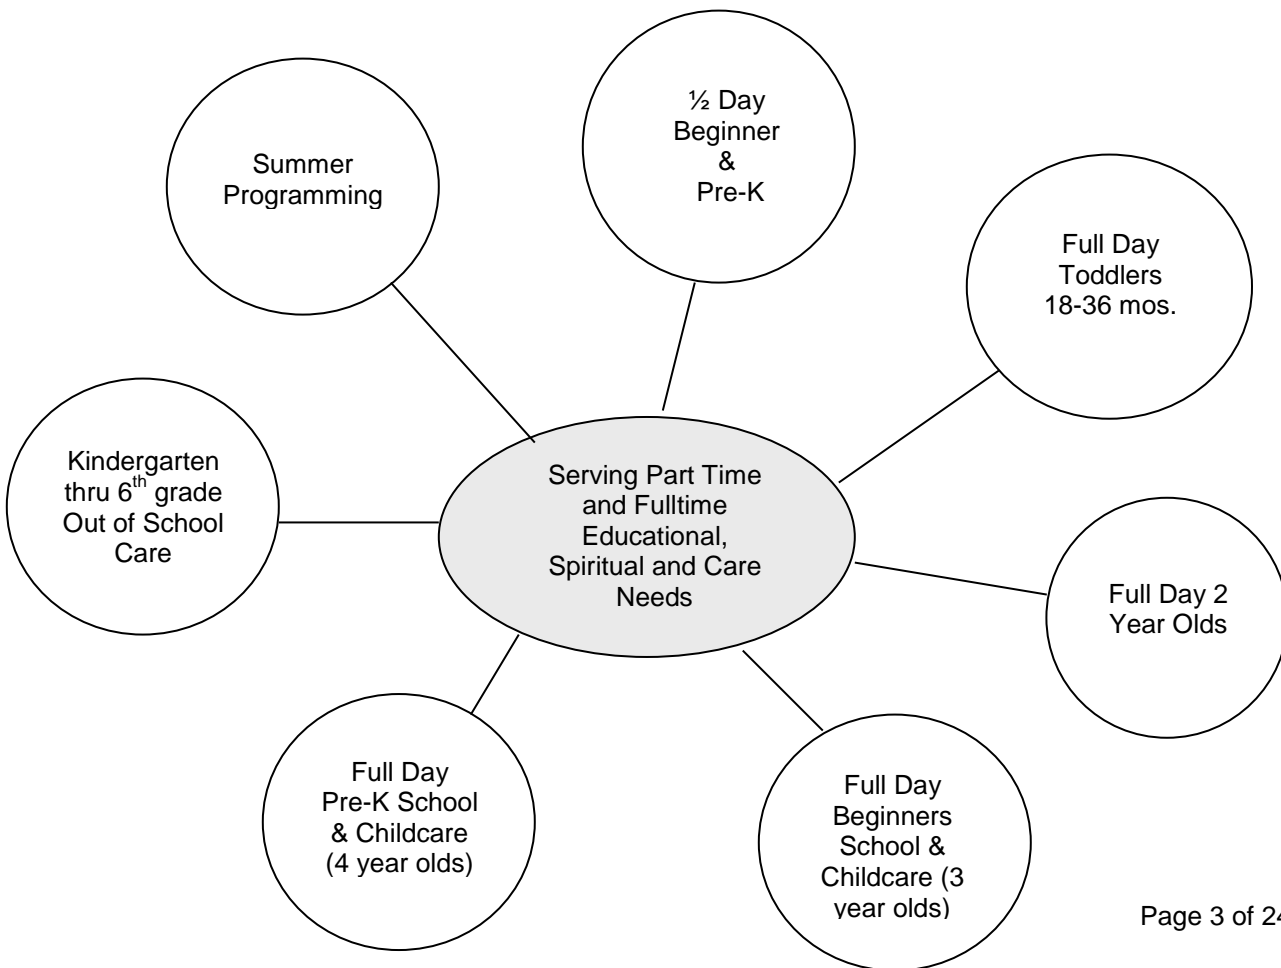 ½ Day
Beginner
&
Pre-K
Summer
Programming
Full Day
Toddlers
18-36 mos.
Kindergarten
thru 6th grade
Out of School
Care
Serving Part Time
and Fulltime
Educational,
Spiritual and Care
Needs
Full Day 2
Year Olds
Full Day
Pre-K School
& Childcare
(4 year olds)
Full Day
Beginners
School &
Childcare (3
year olds)
Page 3 of 24